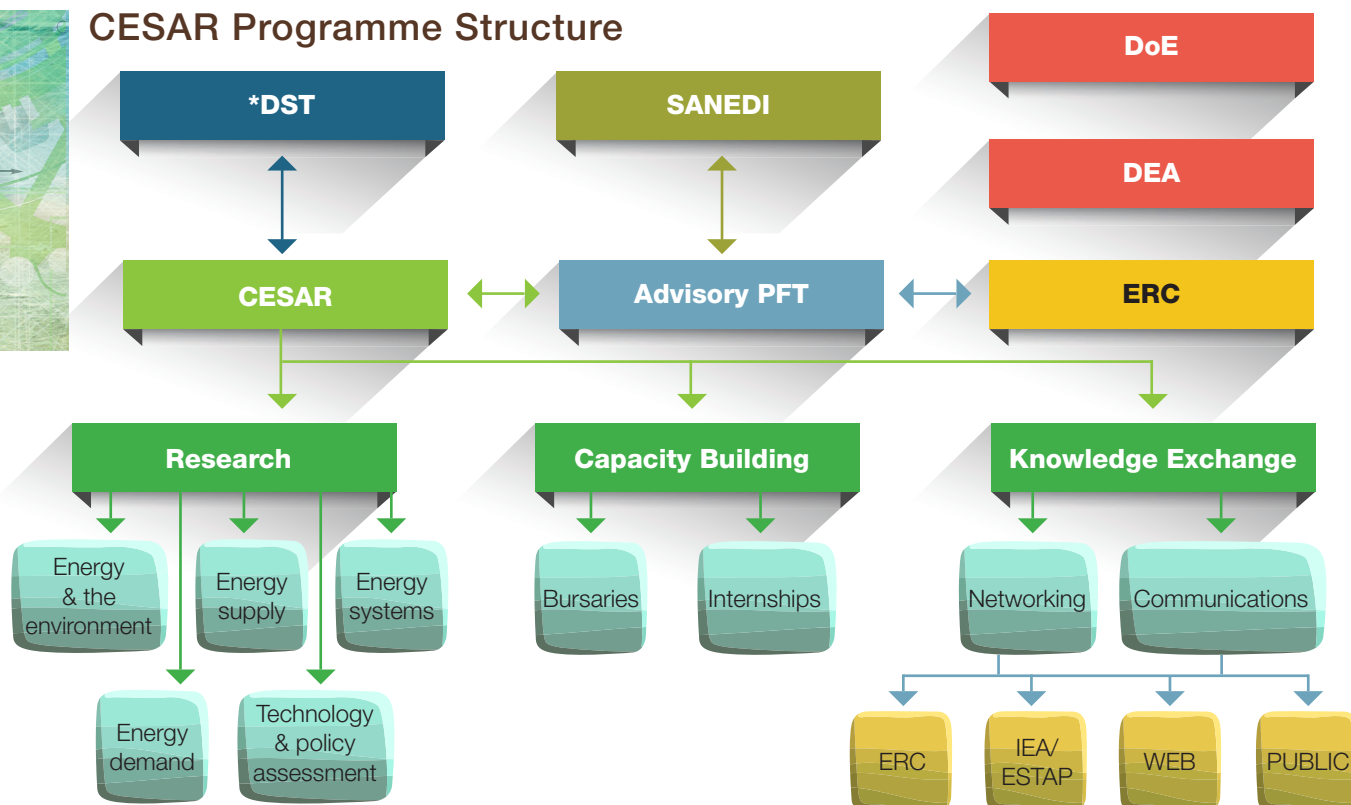 CESAR Programme Structure
*DST
SANEDI
DoE
DEA
CESAR
Advisory PFT
ERC
Research
Capacity Building
Knowledge Exchange
Energy
& the
environment
Energy
supply
Energy
systems
Bursaries
Internships
Networking
Communications
Energy
demand
Technology
& policy
assessment
ERC
IEA/
ESTAP
WEB
PUBLIC